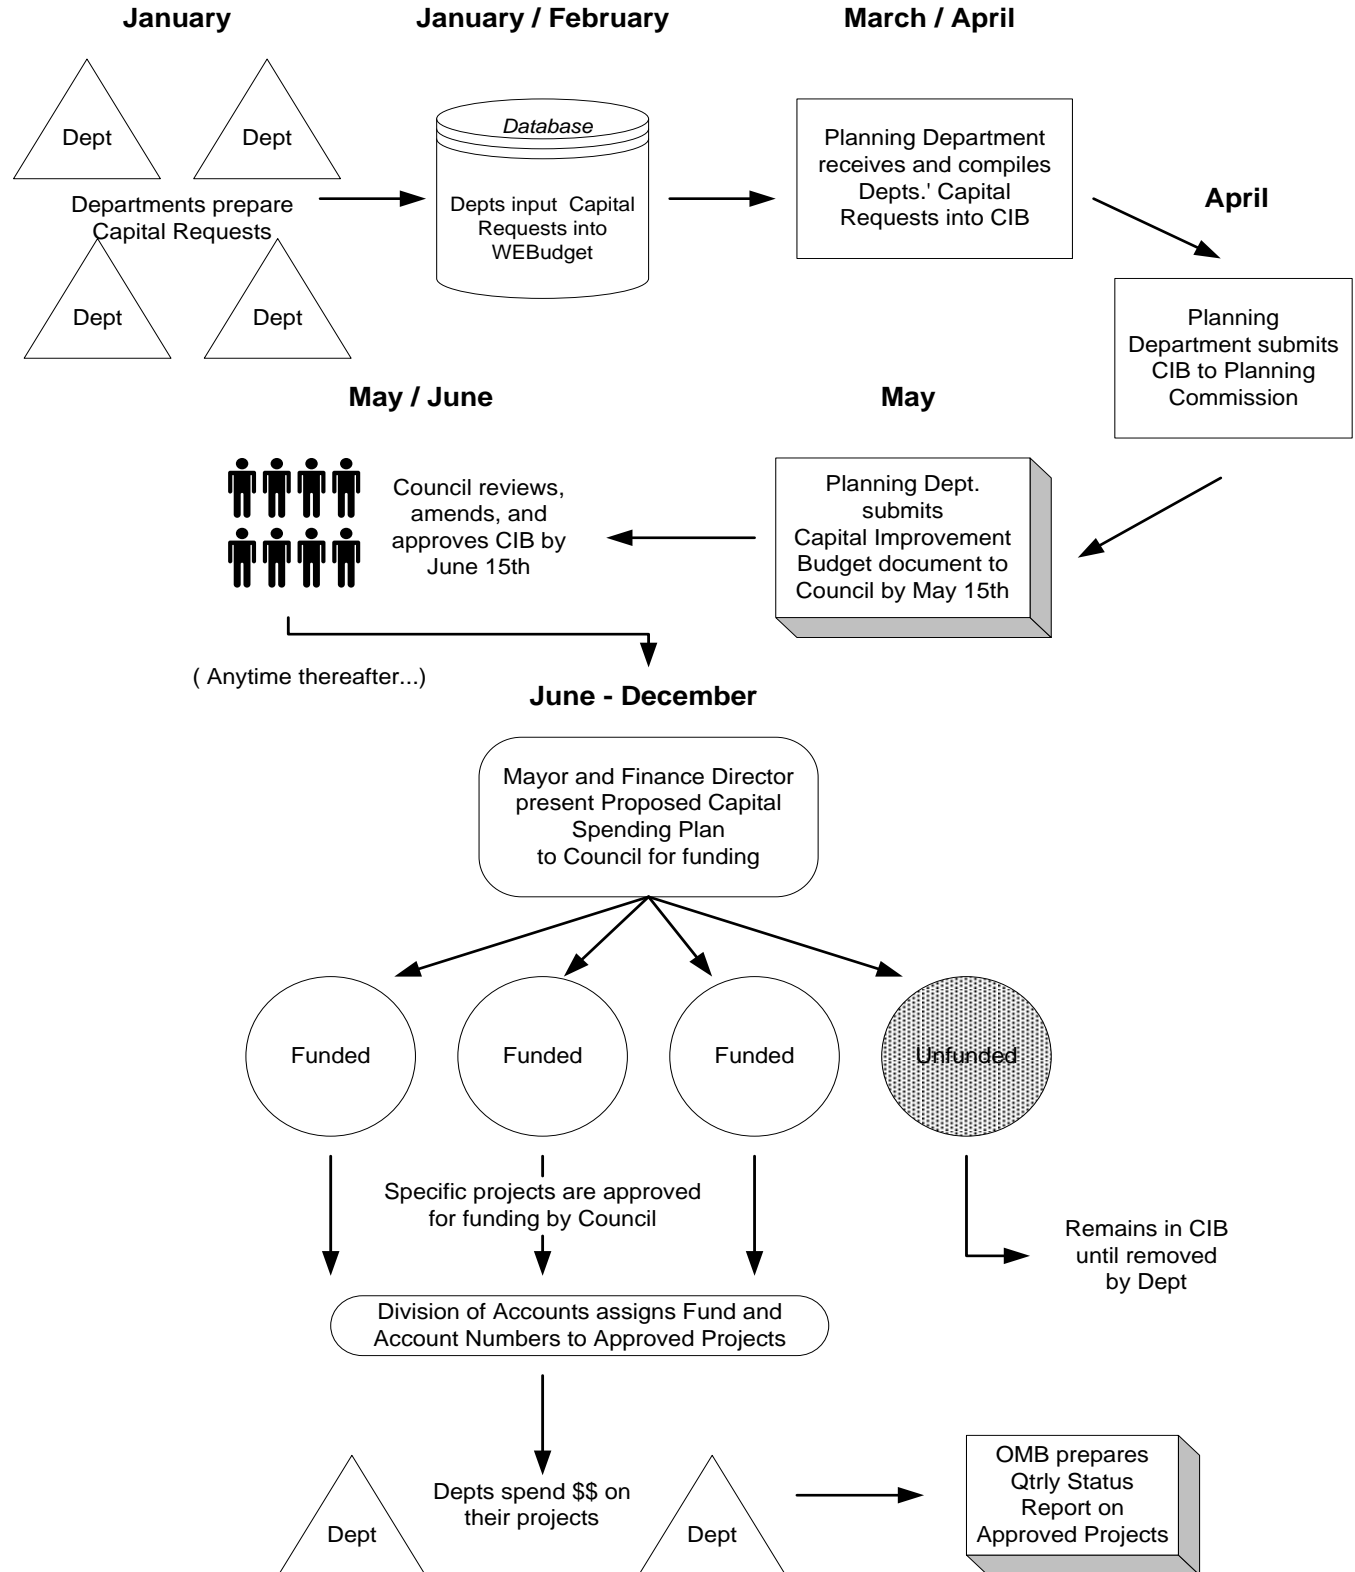 January
January / February
March / April
Dept
Dept
Departments prepare
Capital Requests
Dept
Dept
Database
Depts input  Capital
Requests into
WEBudget
Planning Department
receives and compiles
Depts.' Capital
Requests into CIB
April
Planning
Department submits
CIB to Planning
Commission
May
Planning Dept.
submits
Capital Improvement
Budget document to
Council by May 15th
May / June
Council reviews,
amends, and
approves CIB by
June 15th
( Anytime thereafter...)
June - December
Mayor and Finance Director
present Proposed Capital
Spending Plan
to Council for funding
Funded
Funded
Funded
Unfunded
Specific projects are approved
for funding by Council
Remains in CIB
until removed
by Dept
Division of Accounts assigns Fund and
Account Numbers to Approved Projects
Dept
Depts spend $$ on
their projects
Dept
OMB prepares
Qtrly Status
Report on
Approved Projects